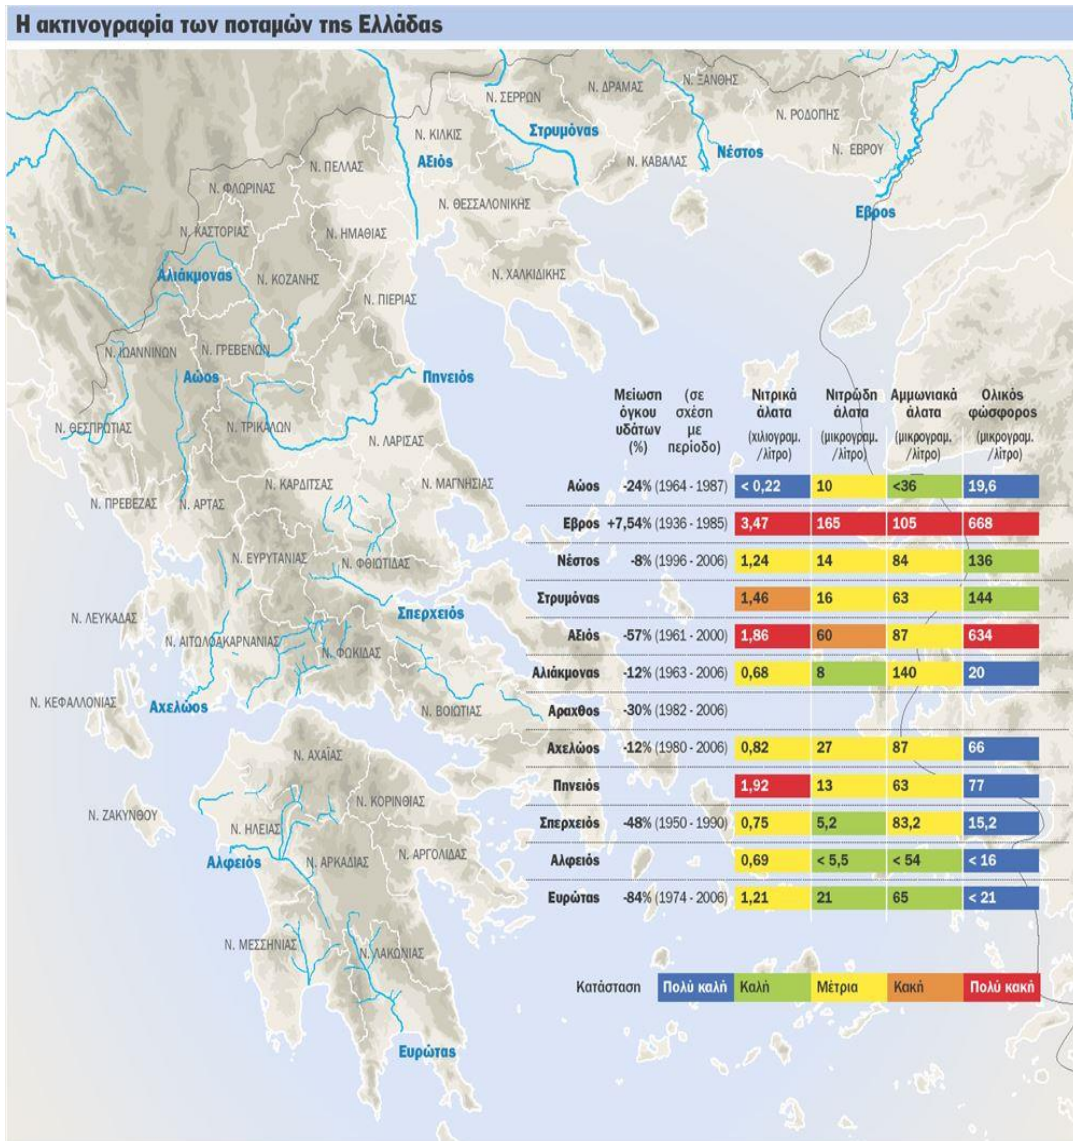 Η ακτινογραφία των ποταμών της Ελλάδας
Ν. ΣΕΡΡΩΝ
Ν. ΔΡΑΜΑΣ
Ν. ΞΑΝΘΗΣ
Ν. ΡΟΔΟΠΗΣ
Ν. ΕΒΡΟΥ
Ν. ΚΙΛΚΙΣ
Στρυμόνας
Νέστος
Ν. ΚΑΒΑΛΑΣ
Αξιός
Ν. ΠΕΛΛΑΣ
Ν. ΦΛΩΡΙΝΑΣ
Ν. ΘΕΣΣΑΛΟΝΙΚΗΣ
Εβρος
Ν. ΚΑΣΤΟΡΙΑΣ
Ν. ΗΜΑΘΙΑΣ
Αλιάκμονας
Ν. ΚΟΖΑΝΗΣ
Ν. ΧΑΛΚΙΔΙΚΗΣ
Ν. ΠΙΕΡΙΑΣ
Ν. ΙΩΑΝΝΙΝΩΝ
Ν. ΓΡΕΒΕΝΩΝ
Αώος
Πηνειός
Ν. ΘΕΣΠΡΩΤΙΑΣ
Ν. ΤΡΙΚΑΛΩΝ
Ν. ΛΑΡΙΣΑΣ
Ν. ΚΑΡΔΙΤΣΑΣ
Ν. ΜΑΓΝΗΣΙΑΣ
Ν. ΠΡΕΒΕΖΑΣ
Ν. ΑΡΤΑΣ
Ν. ΕΥΡΥΤΑΝΙΑΣ
Ν. ΦΘΙΩΤΙΔΑΣ
Σπερχειός
Ν. ΛΕΥΚΑΔΑΣ
Ν. ΑΙΤΩΛΟΑΚΑΡΝΑΝΙΑΣ
Ν. ΦΩΚΙΔΑΣ
Ν. ΚΕΦΑΛΛΟΝΙΑΣ
Αχελώος
Ν. ΒΟΙΩΤΙΑΣ
Ν. ΑΧΑΪΑΣ
Ν. ΖΑΚΥΝΘΟΥ
Ν. ΚΟΡΙΝΘΙΑΣ
Ν. ΗΛΕΙΑΣ
Αλφειός
Ν. ΑΡΚΑΔΙΑΣ
Ν. ΑΡΓΟΛΙΔΑΣ
Ν. ΜΕΣΣΗΝΙΑΣ
Ν. ΛΑΚΩΝΙΑΣ
Ευρώτας
Μείωση (σε Νιτρικά Νιτρώδη Αμμωνιακά Ολικός
όγκου σχέση άλατα άλατα άλατα φώσφορος
υδάτων με
(%) περίοδο) (χιλιογραμ. (μικρογραμ. (μικρογραμ. (μικρογραμ.
/λίτρο) /λίτρο) /λίτρο) /λίτρο)
Αώος -24% (1964 - 1987) < 0,22 10 <36 19,6
Εβρος +7,54% (1936 - 1985) 3,47 165 105 668
Νέστος -8% (1996 - 2006) 1,24 14 84 136
Στρυμόνας 1,46 16 63 144
Αξιός -57% (1961 - 2000) 1,86 60 87 634
Αλιάκμονας -12% (1963 - 2006) 0,68 8 140 20
Αραχθος -30% (1982 - 2006)
Αχελώος -12% (1980 - 2006) 0,82 27 87 66
Πηνειός 1,92 13 63 77
Σπερχειός -48% (1950 - 1990) 0,75 5,2 83,2 15,2
Αλφειός 0,69 < 5,5 < 54 < 16
Ευρώτας -84% (1974 - 2006) 1,21 21 65 < 21
Κατάσταση Πολύ καλή Καλή Μέτρια Κακή Πολύ κακή